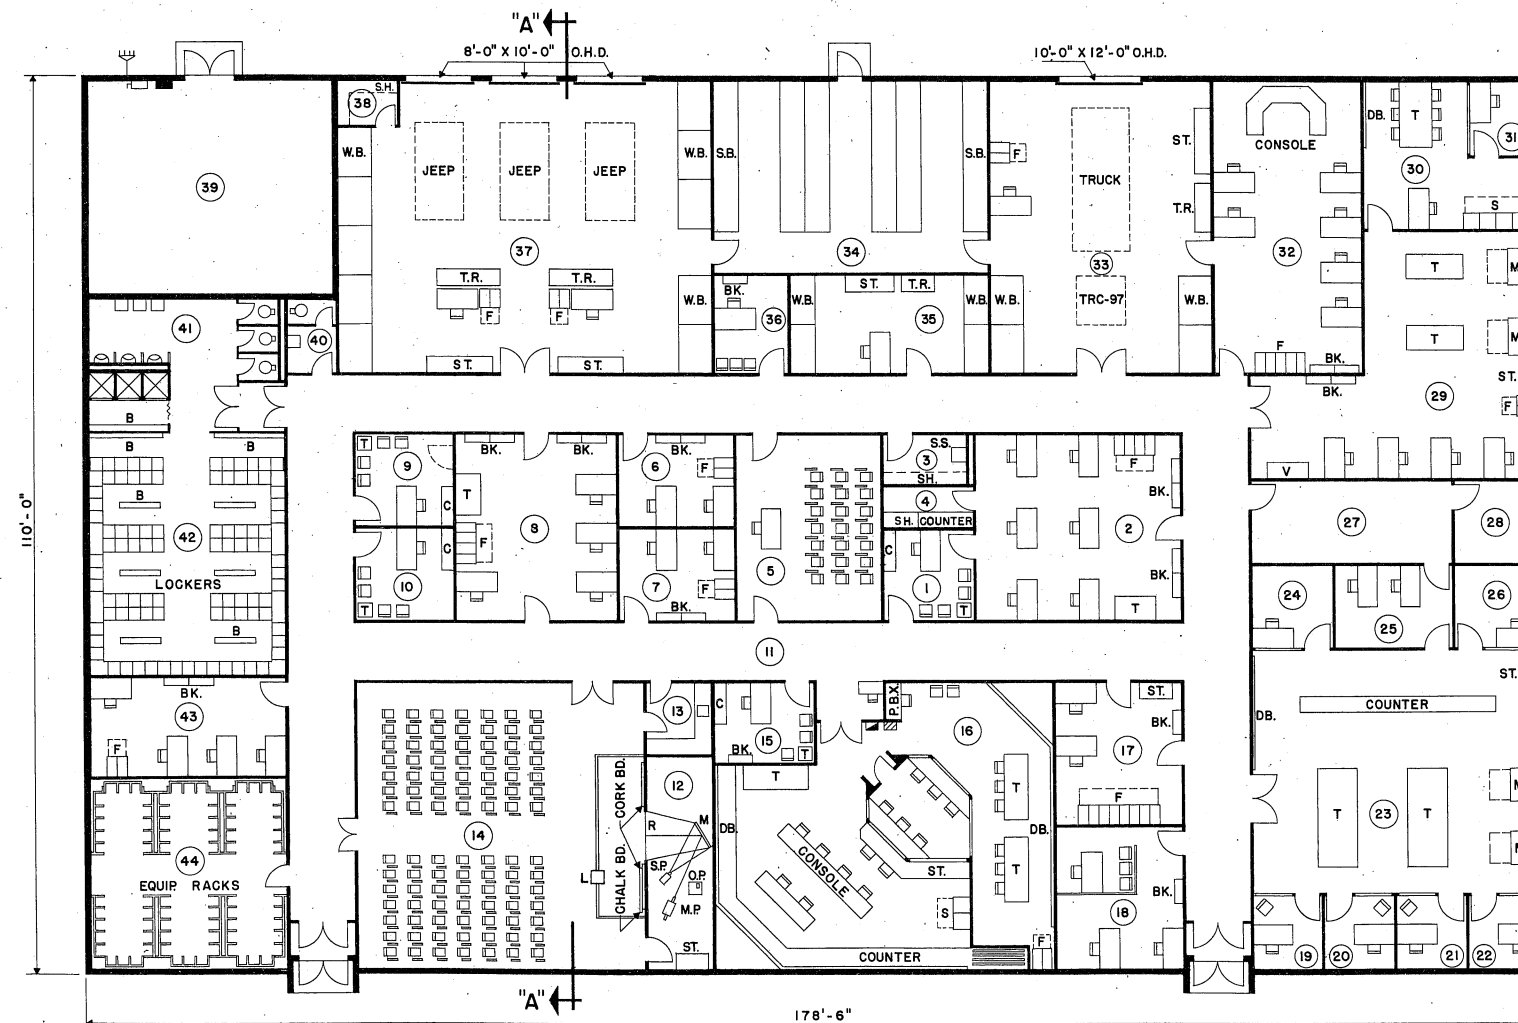 "A"
8'-0" X 10'-0" O.H.D.
10'-0" X 12'-0" O.H.D.
S.H.
38
W.B.
JEEP
JEEP
JEEP
W.B.
S.B.
S.B.
F
TRUCK
ST.
T.R.
CONSOLE
DB.
T
31
30
S
39
37
34
33
32
T.R.
T.R.
F
F
W.B.
BK.
36
W.B.
ST.
T.R.
35
W.B.
W.B.
TRC-97
W.B.
T
M
T
M
41
40
ST.
ST.
F
BK.
BK.
ST.
29
F
B
B
B
B
42
LOCKERS
B
110'-0"
T
9
C
BK.
BK.
T
8
F
C
10
T
BK.
6
F
7
F
BK.
5
S.S.
3
SH.
4
SH.
COUNTER
C
1
T
F
BK.
2
BK.
T
V
27
28
24
25
26
11
ST.
BK.
43
F
13
C
15
BK.
T
P.B.X.
16
ST.
BK.
17
F
DB.
COUNTER
T
DB.
T
T
DB.
12
CORK BD.
R
M
S.P.
O.P.
M.P.
CHALK BD.
L
14
CONSOLE
ST.
T
S
T
T
23
M
M
44
EQUIP. RACKS
BK.
18
ST.
COUNTER
F
19
20
21
22
"A"
178'-6"